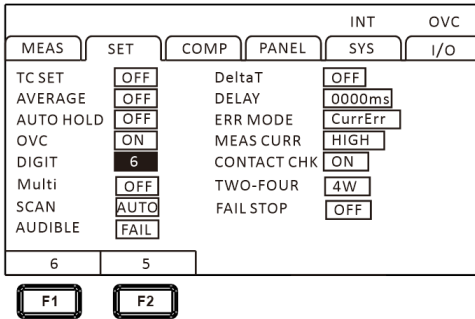 INT OVC
MEAS SET COMP PANEL SYS I/O
TC SET OFF DeltaT OFF
AVERAGE OFF DELAY 0000ms
AUTO HOLD OFF ERR MODE CurrErr
OVC ON MEAS CURR HIGH
DIGIT 6 CONTACT CHK ON
Multi OFF TWO-FOUR 4W
SCAN AUTO FAIL STOP OFF
AUDIBLE FAIL
6 5
F1 F2